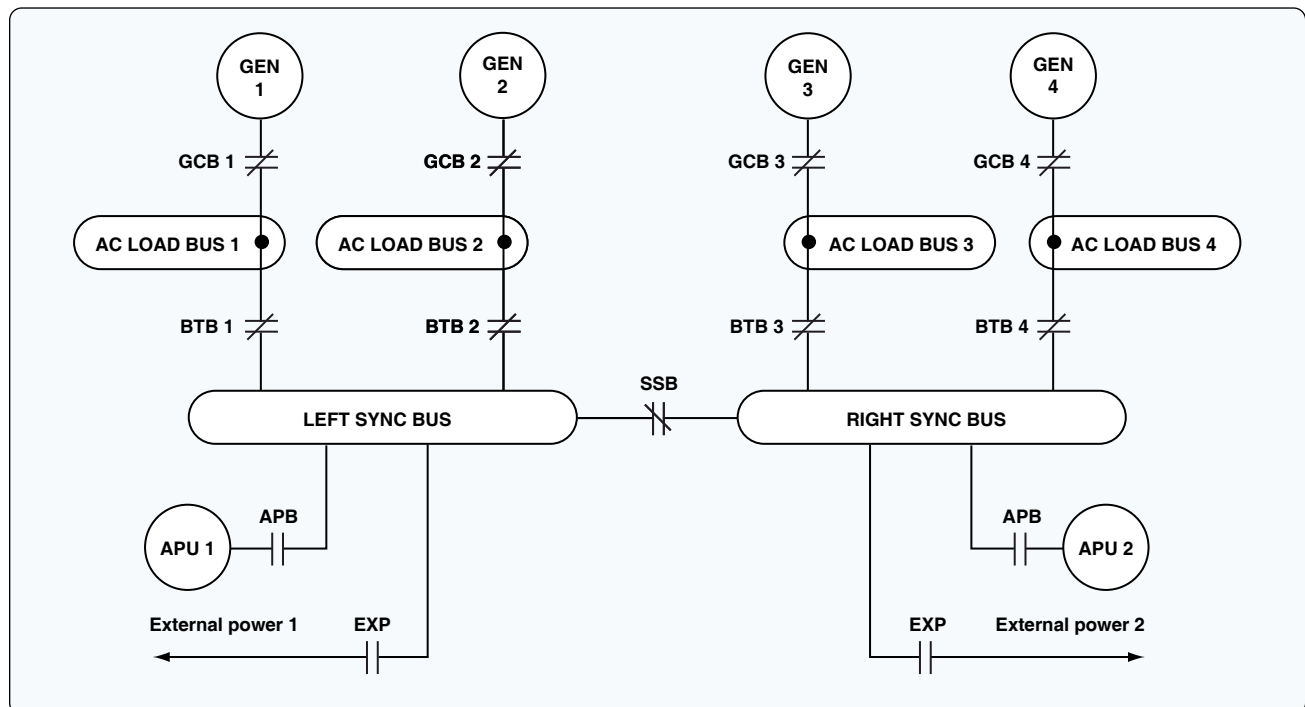 GEN
1
GEN
2
GEN
3
GEN
4
GCB 1
GCB 2
GCB 3
GCB 4
AC LOAD BUS 1
AC LOAD BUS 2
AC LOAD BUS 3
AC LOAD BUS 4
BTB 1
BTB 2
BTB 3
BTB 4
SSB
LEFT SYNC BUS
RIGHT SYNC BUS
APB
APB
APU 1
APU 2
External power 1
EXP
EXP
External power 2